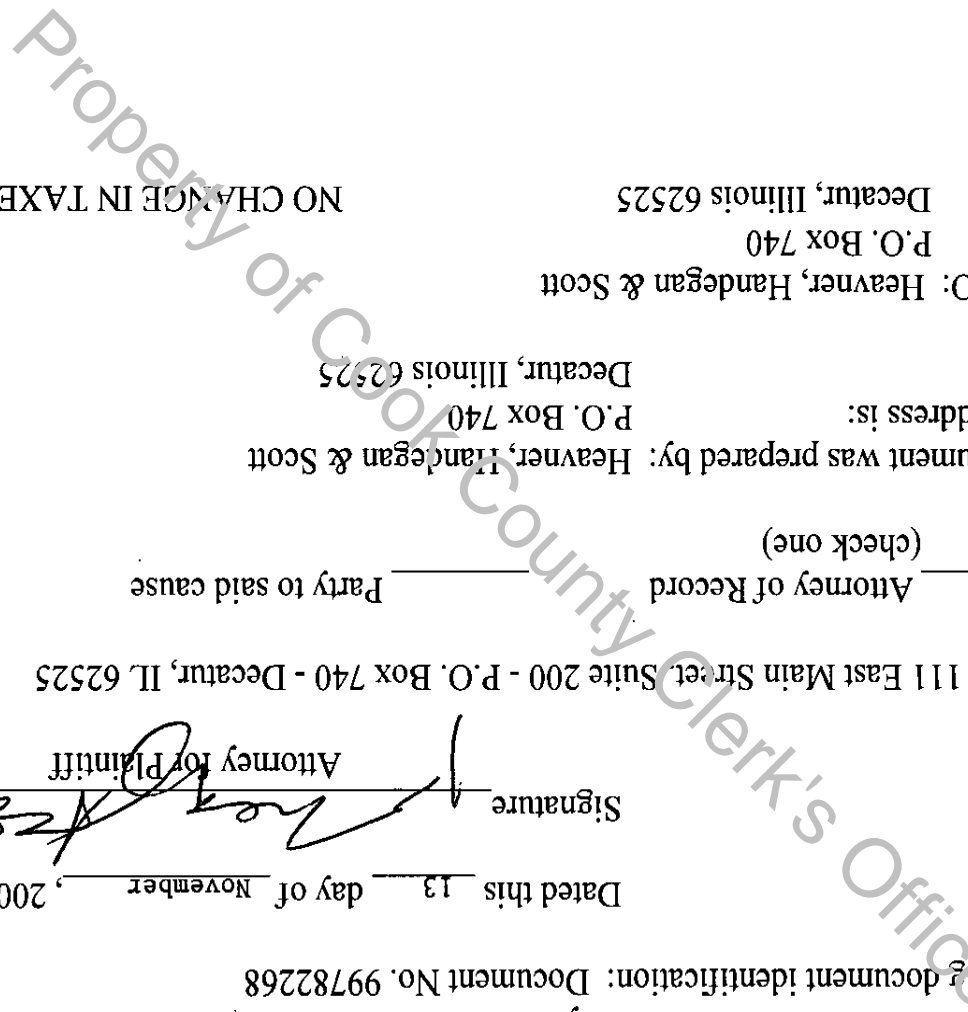 g document identification: Document No. 99782268
Dated this 13 day of November, 200
Signature
Attorney for Plaintiff
111 East Main Street. Suite 200 - P.O. Box 740 - Decatur, IL 62525
Attorney of Record Party to said cause
(check one)
ument was prepared by: Heavner, Handegan & Scott
ddress is: P.O. Box 740
Decatur, Illinois 62525
O: Heavner, Handegan & Scott
P.O. Box 740
Decatur, Illinois 62525 NO CHANGE IN TAXE
Property of Cook County Clerk's Offic